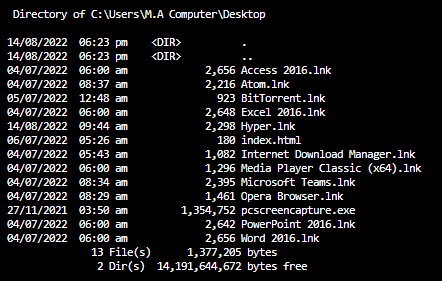 Directory of C:\Users\M.A Computer\Desktop
14/08/2022 06:23 pm <DIR> .
14/08/2022 06:23 pm <DIR> ..
04/07/2022 06:00 am 2,656 Access 2016.lnk
04/07/2022 08:37 am 2,216 Atom.lnk
05/07/2022 12:48 am 923 BitTorrent.lnk
04/07/2022 06:00 am 2,648 Excel 2016.lnk
14/08/2022 09:44 am 2,298 Hyper.lnk
06/07/2022 05:26 am 180 index.html
04/07/2022 05:43 am 1,082 Internet Download Manager.lnk
04/07/2022 06:00 am 1,296 Media Player Classic (x64).lnk
04/07/2022 08:34 am 2,395 Microsoft Teams.lnk
04/07/2022 08:29 am 1,461 Opera Browser.lnk
27/11/2021 03:50 am 1,354,752 pcscreencapture.exe
04/07/2022 06:00 am 2,642 PowerPoint 2016.lnk
04/07/2022 06:00 am 2,656 Word 2016.lnk
13 File(s) 1,377,205 bytes
2 Dir(s) 14,191,644,672 bytes free